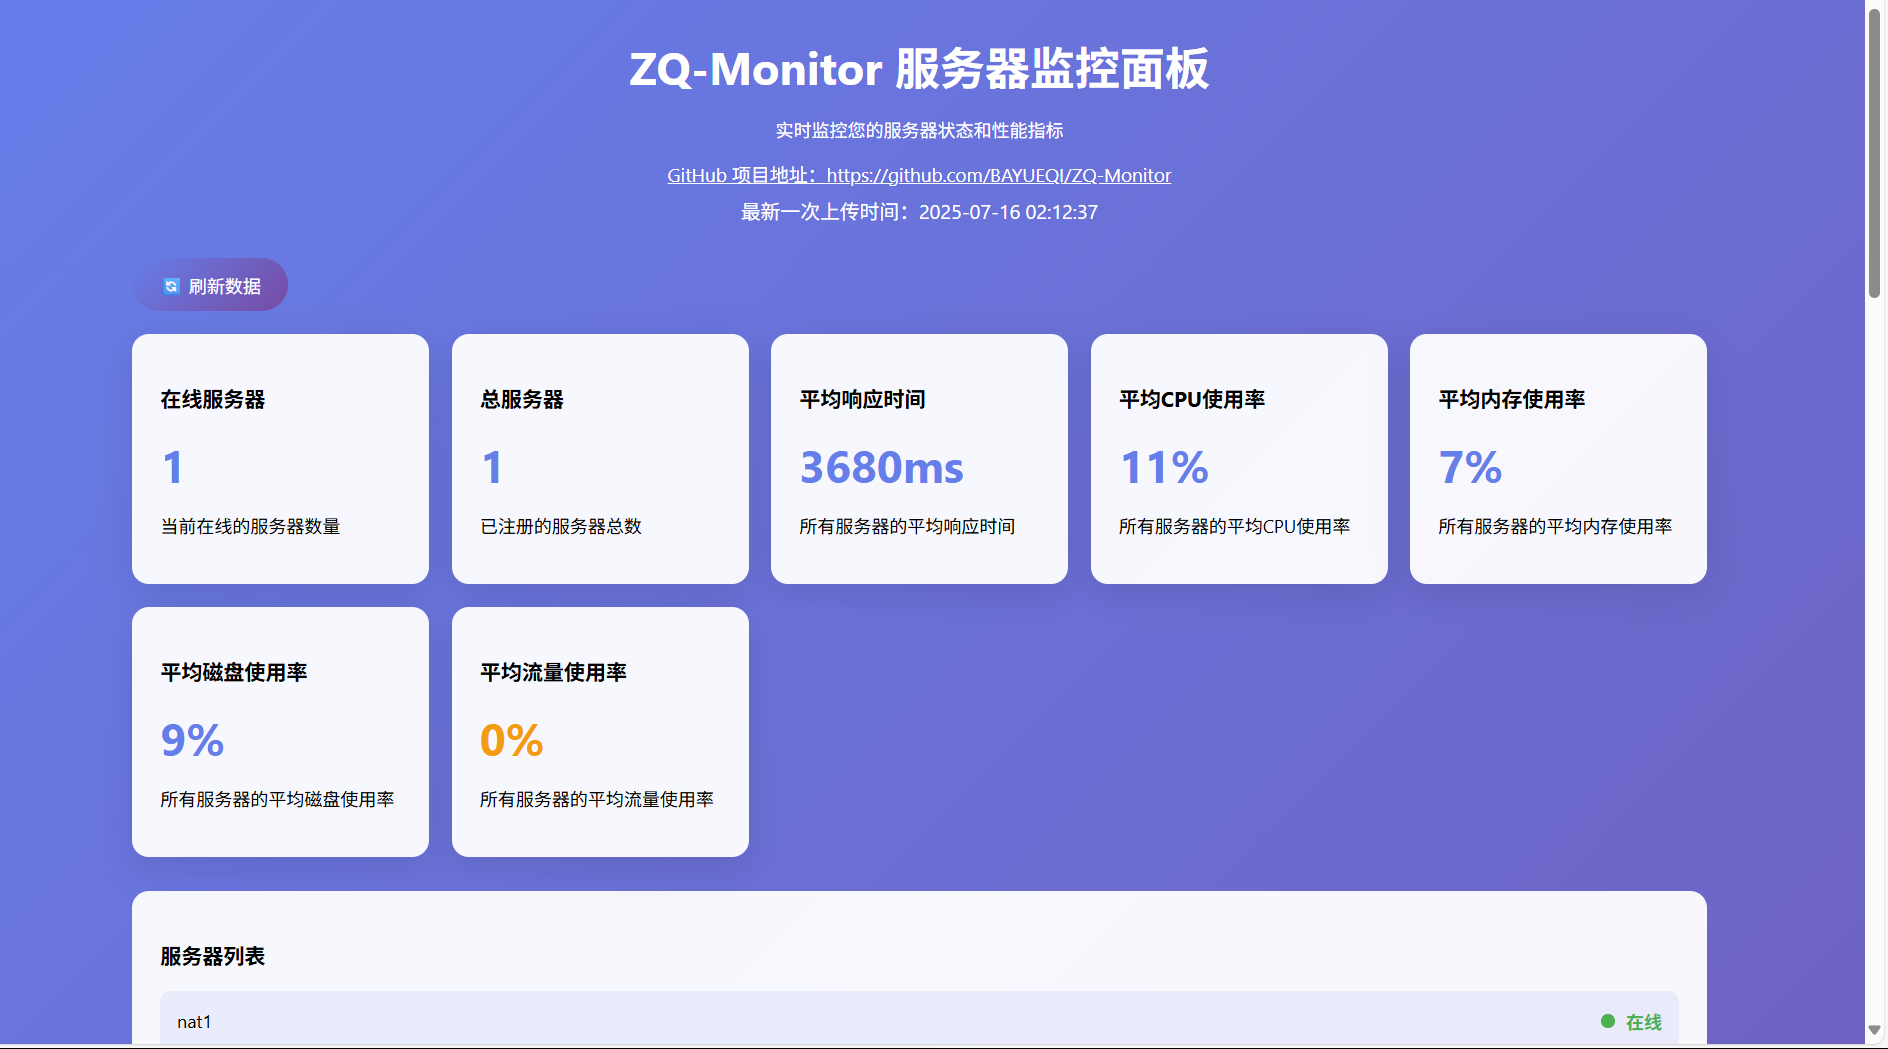 ZQ-Monitor 服务器监控面板
实时监控您的服务器状态和性能指标
GitHub 项目地址：https://github.com/BAYUEQI/ZQ-Monitor
最新一次上传时间：2025-07-16 02:12:37
刷新数据
在线服务器
1
当前在线的服务器数量
总服务器
1
已注册的服务器总数
平均响应时间
3680ms
所有服务器的平均响应时间
平均CPU使用率
11%
所有服务器的平均CPU使用率
平均内存使用率
7%
所有服务器的平均内存使用率
平均磁盘使用率
9%
所有服务器的平均磁盘使用率
平均流量使用率
0%
所有服务器的平均流量使用率
服务器列表
nat1
在线